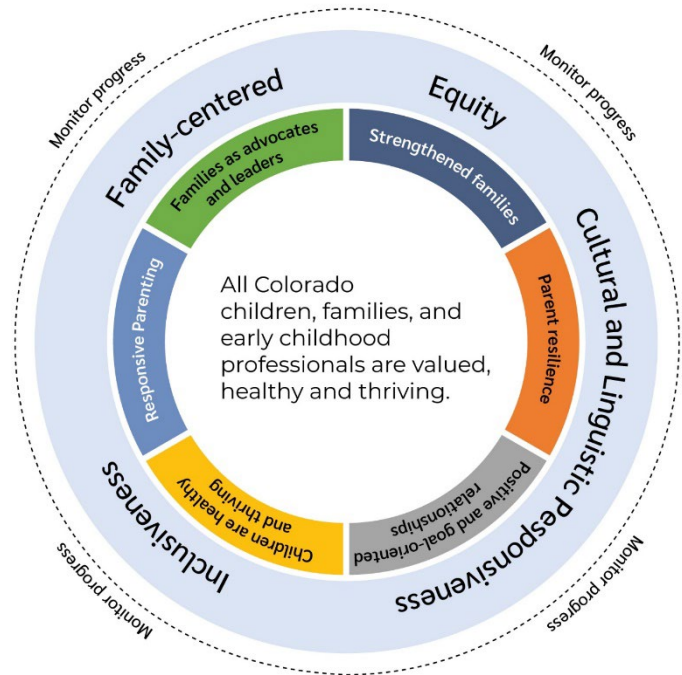 Monitor progress
Monitor progress
Family-centered
Equity
Cultural and Linguistic Responsiveness
Inclusiveness
Families as advocates
and leaders
Strengthened families
Parent resilience
Positive and goal-oriented
relationships
Children are healthy
and thriving
Responsive Parenting
All Colorado
children, families, and
early childhood
professionals are valued,
healthy and thriving.
Monitor progress
Monitor progress